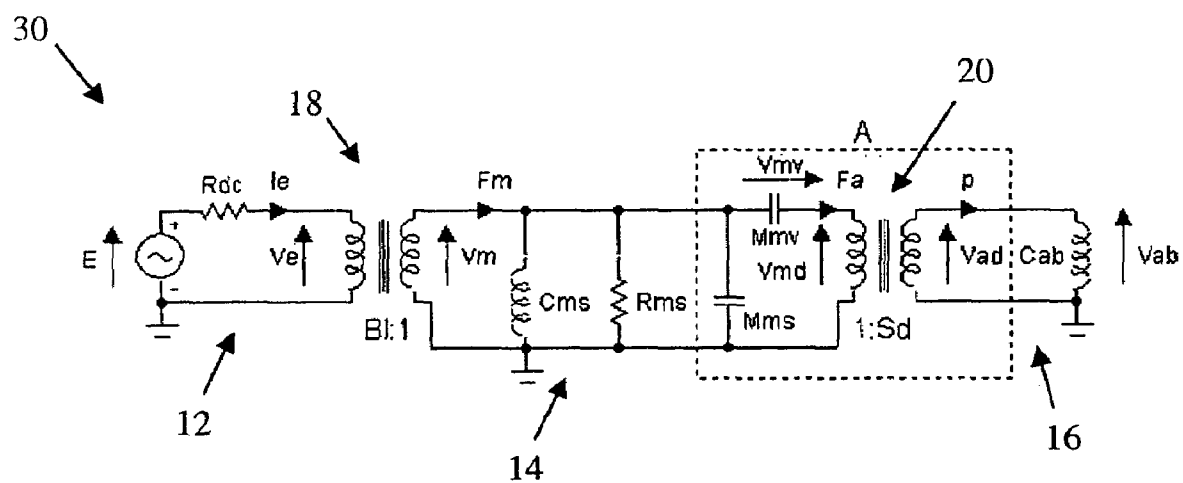 30
18
20
A
Vmv
Rdc
Ie
Fm
Fa
p
+
Mmv
E
Ve
Vm
Vmd
Vad
Cab
Vab
-
Cms
Rms
Mms
Bl:1
1:Sd
12
14
16